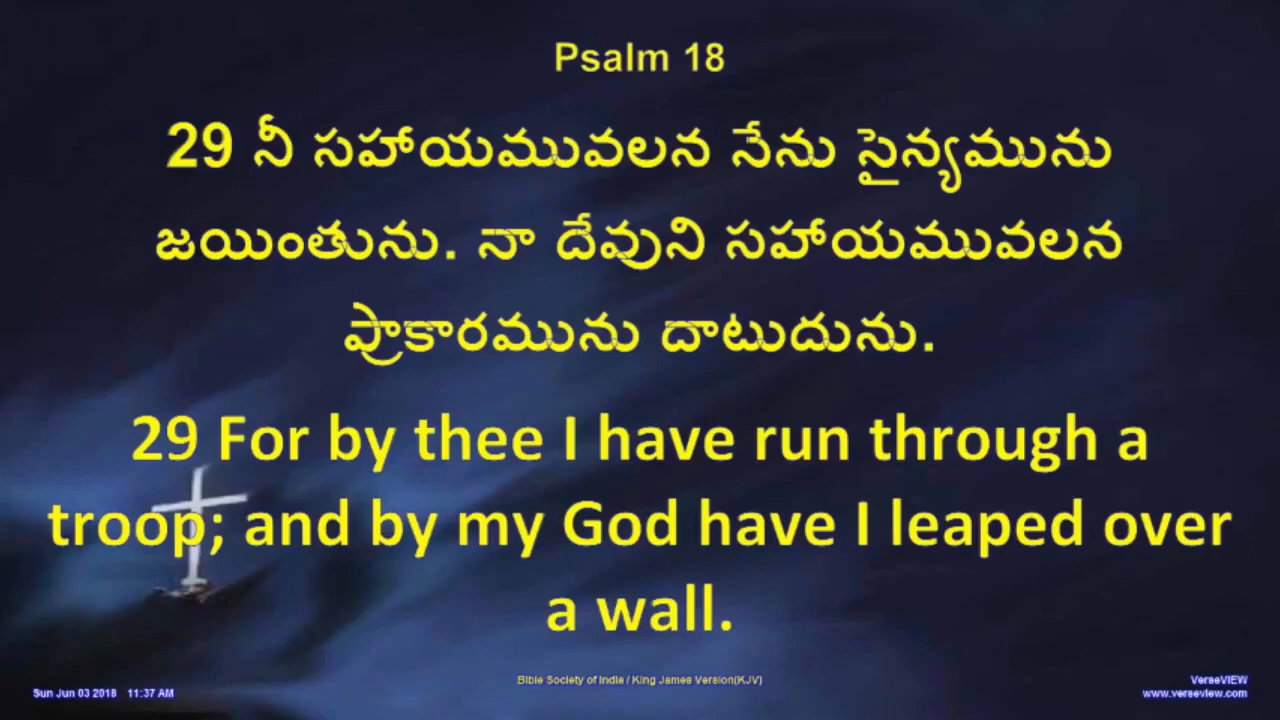 Psalm 18
29 నీ సహాయమువలన నేను సైన్యమును
జయింతును. నా దేవుని సహాయమువలన
ప్రాకారమును దాటుదును.
29 For by thee I have run through a
troop; and by my God have I leaped over
a wall.
Bible Society of India / King James Version(KJV)
Sun Jun 03 2018 11:37 AM
VerseVIEW
www.verseview.com